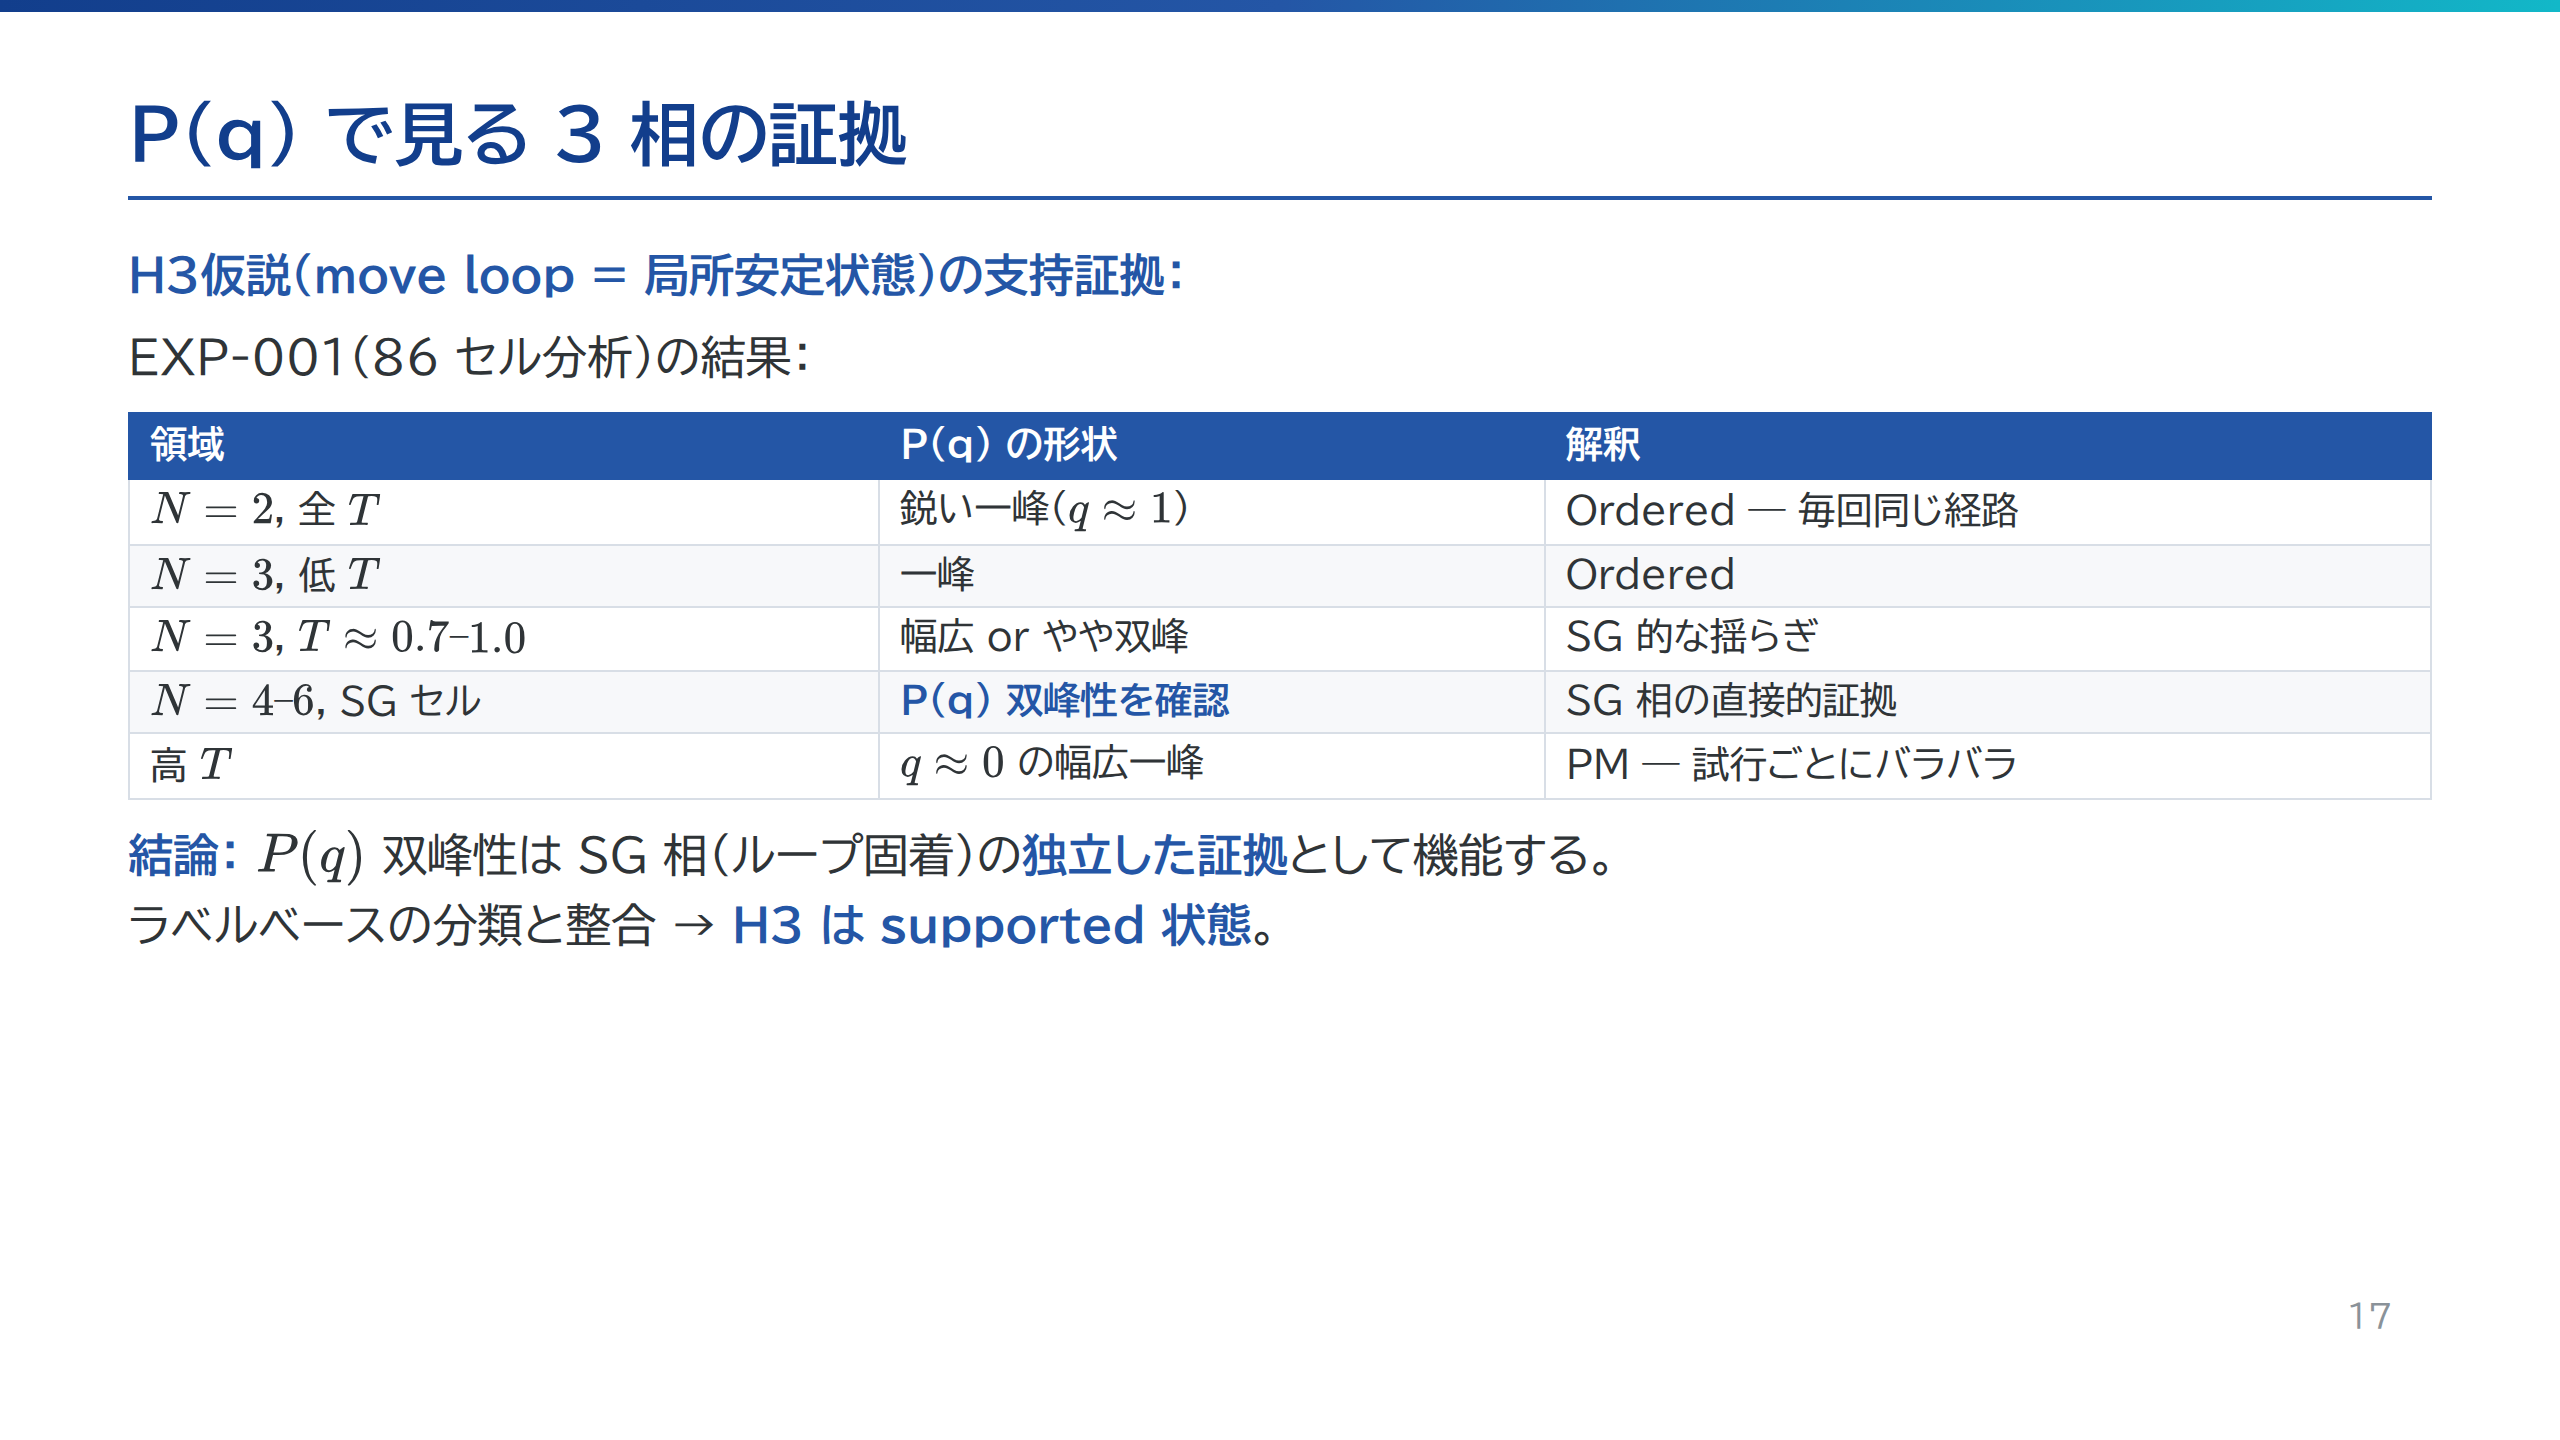 P(q) で見る 3 相の証拠
H3仮説(move loop = 局所安定状態)の支持証拠:
EXP-001(86 セル分析)の結果:
領域 P(q) の形状 解釈
N = 2, 全 T 鋭い一峰(q ≈ 1) Ordered — 毎回同じ経路
N = 3, 低 T 一峰 Ordered
N = 3, T ≈ 0.7–1.0 幅広 or やや双峰 SG 的な揺らぎ
N = 4–6, SG セル P(q) 双峰性を確認 SG 相の直接的証拠
高 T q ≈ 0 の幅広一峰 PM — 試行ごとにバラバラ
結論: P(q) 双峰性は SG 相(ループ固着)の独立した証拠として機能する。
ラベルベースの分類と整合 → H3 は supported 状態。
17